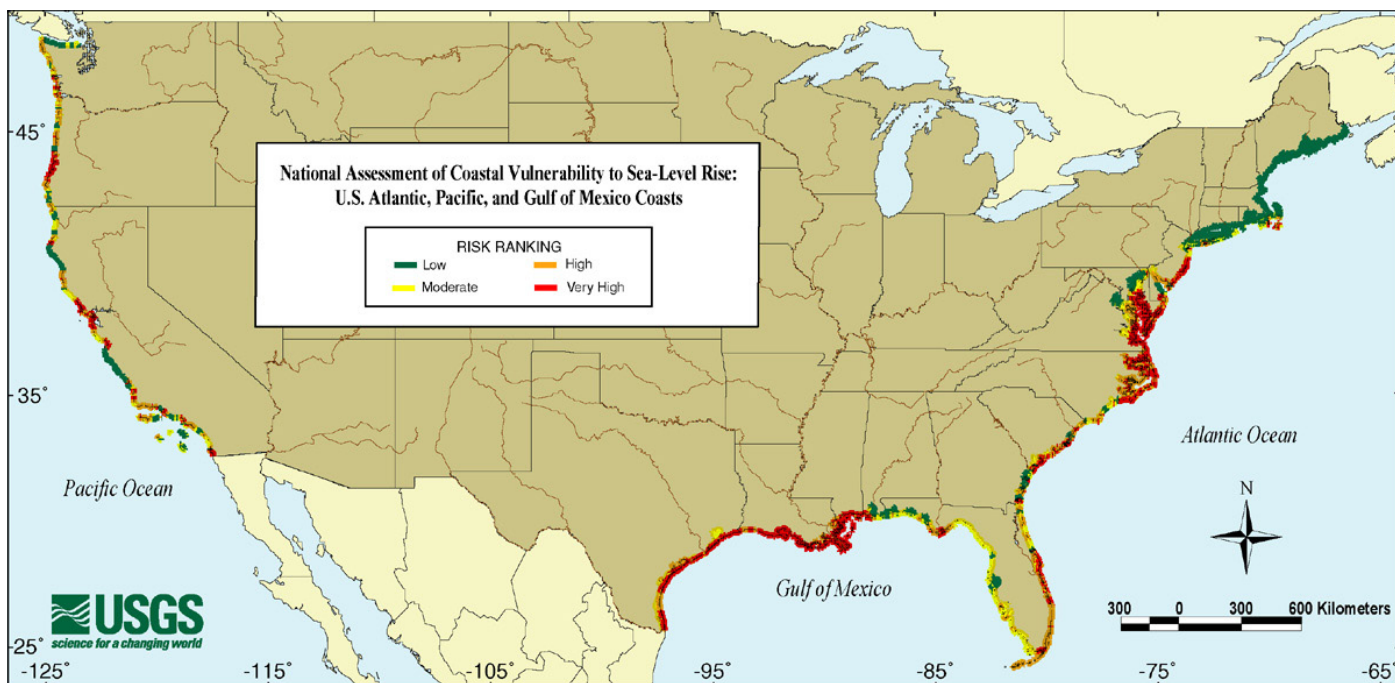 National Assessment of Coastal Vulnerability to Sea-Level Rise:
U.S. Atlantic, Pacific, and Gulf of Mexico Coasts
RISK RANKING
Low
High
Moderate
Very High
45°
35°
25°
Pacific Ocean
Gulf of Mexico
Atlantic Ocean
N
300 0 300 600 Kilometers
USGS
science for a changing world
-125° -115° -105° -95° -85° -75° -65°